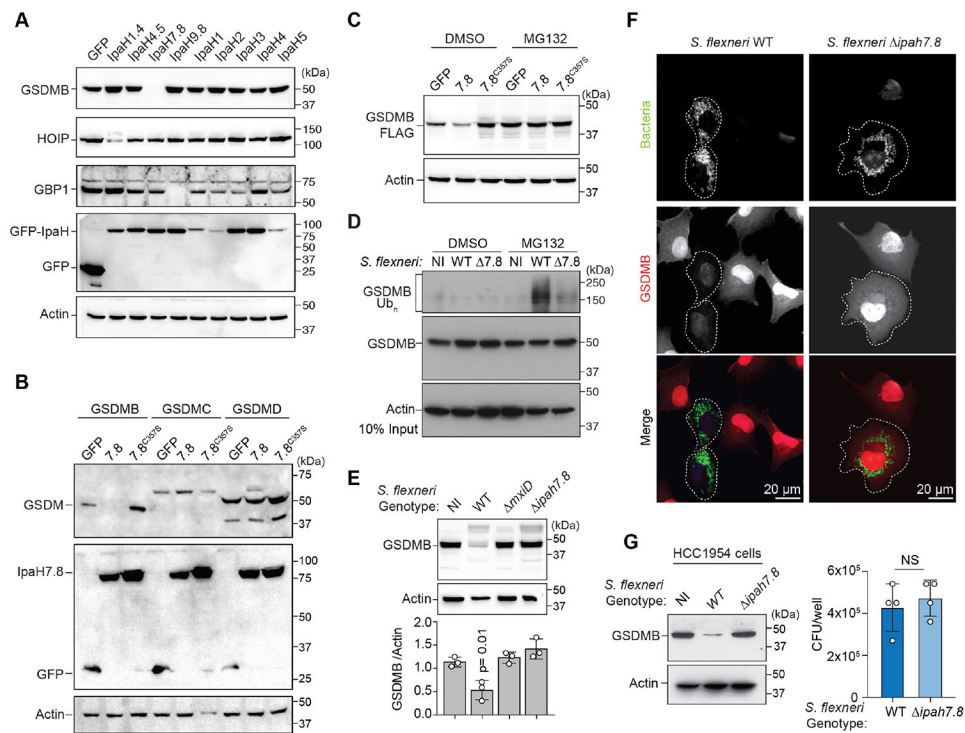 A
GFP
IpaH1.4
IpaH4.5
IpaH7.8
IpaH9.8
IpaH1
IpaH2
IpaH3
IpaH4
IpaH5
(kDa)
GSDMB
50
37
HOIP
150
100
GBP1
75
50
GFP-IpaH
100
75
50
37
GFP
25
Actin
50
37
B
GSDMB GSDMC GSDMD
GFP
7.8
7.8C357S
GFP
7.8
7.8C357S
GFP
7.8
7.8C357S
(kDa)
GSDM
75
50
37
IpaH7.8
100
75
50
37
GFP
25
Actin
50
37
C
DMSO MG132
GFP
7.8
7.8C357S
GFP
7.8
7.8C357S
(kDa)
GSDMB
FLAG
50
37
Actin
50
37
D
DMSO MG132
S. flexneri: NI WT Δ7.8 NI WT Δ7.8
(kDa)
GSDMB
Ubn
250
150
GSDMB
50
37
Actin
10% Input
50
37
E
S. flexneri
Genotype:
NI
WT
ΔmxiD
Δipah7.8
(kDa)
GSDMB
50
37
Actin
50
37
GSDMB /Actin
2.0
1.5
1.0
0.5
0.0
p = 0.01
F
S. flexneri WT S. flexneri Δipah7.8
Bacteria
GSDMB
Merge
20 µm 20 µm
G
HCC1954 cells
S. flexneri
Genotype:
NI
WT
Δipah7.8
(kDa)
GSDMB
50
37
Actin
50
37
NS
CFU/well
6x10⁵
4x10⁵
2x10⁵
0
S. flexneri
Genotype:
WT Δipah7.8